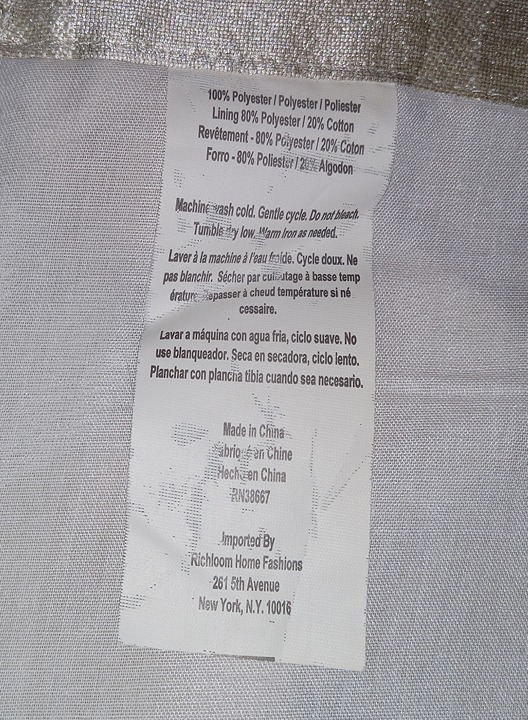 100% Polyester / Polyester / Poliester
Lining 80% Polyester / 20% Cotton
Revêtement - 80% Polyester / 20% Coton
Forro - 80% Poliester / 20% Algodon
Machine wash cold. Gentle cycle. Do not bleach.
Tumble dry low. Warm Iron as needed.
Laver à la machine à l'eau froide. Cycle doux. Ne
pas blanchir. Sécher par culbutage à basse temp
érature. Repasser à cheud température si né
cessaire.
Lavar a máquina con agua fria, ciclo suave. No
use blanqueador. Seca en secadora, ciclo lento.
Planchar con plancha tibia cuando sea necesario.
Made in China
Fabriqué en Chine
Hecho en China
RN38667
Imported By
Richloom Home Fashions
261 5th Avenue
New York, N.Y. 10016